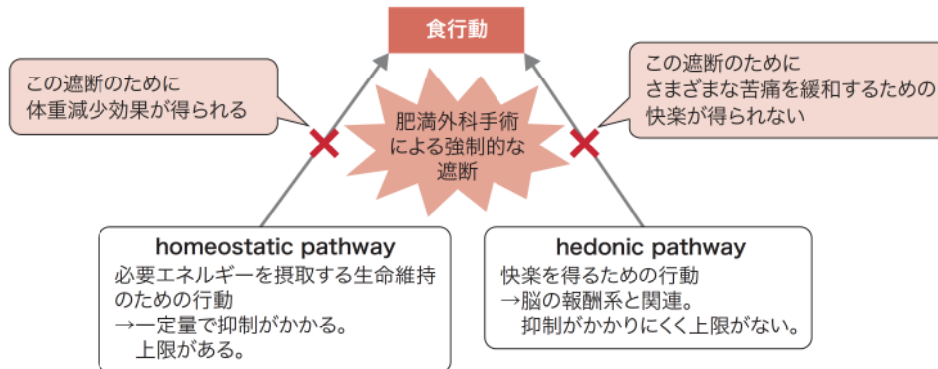 食行動
この遮断のために
体重減少効果が得られる
この遮断のために
さまざまな苦痛を緩和するための
快楽が得られない
肥満外科手術
による強制的な
遮断
homeostatic pathway
必要エネルギーを摂取する生命維持
のための行動
→一定量で抑制がかかる。
上限がある。
hedonic pathway
快楽を得るための行動
→脳の報酬系と関連。
抑制がかかりにくく上限がない。